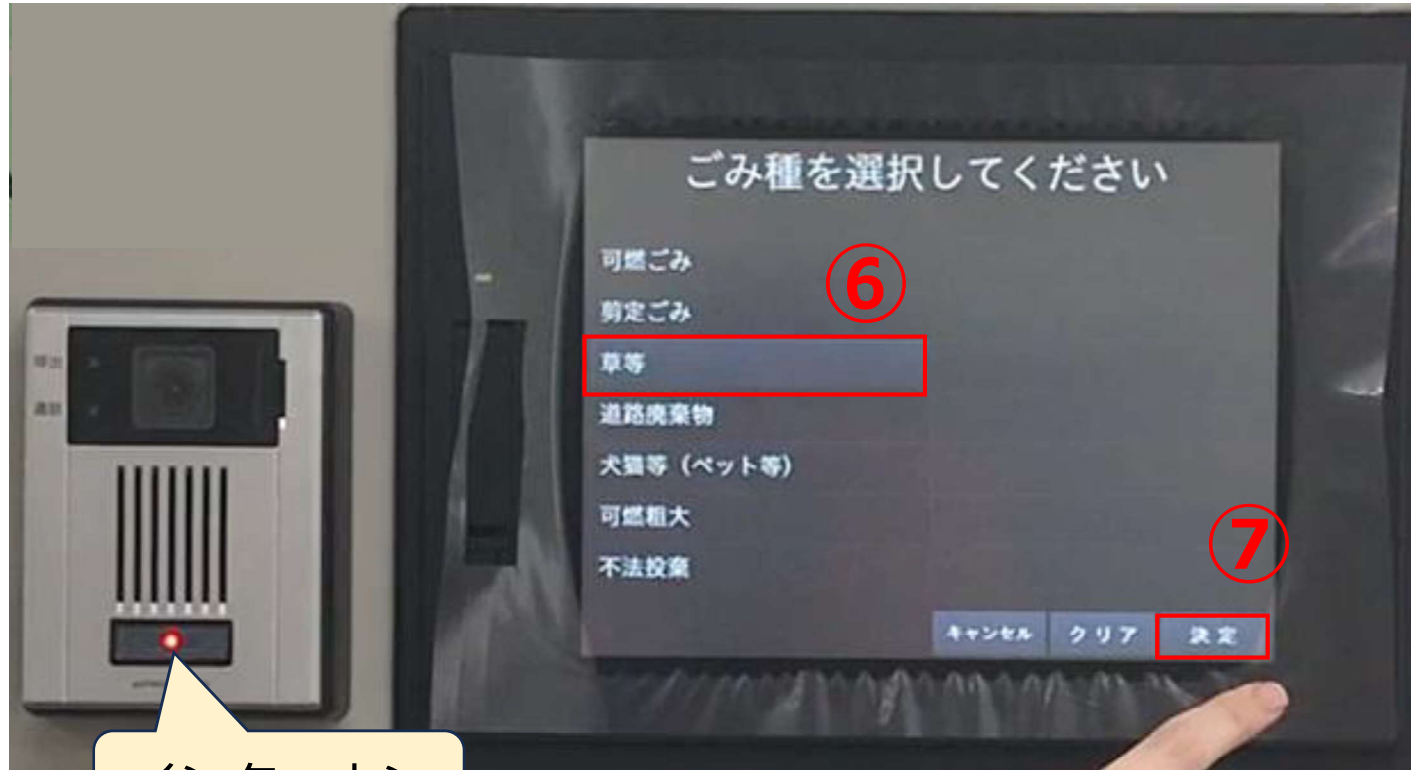 ごみ種を選択してください
可燃ごみ
⑥
剪定ごみ
草等
道路廃棄物
犬猫等（ペット等）
可燃粗大
⑦
不法投棄
キャンセル クリア 決定